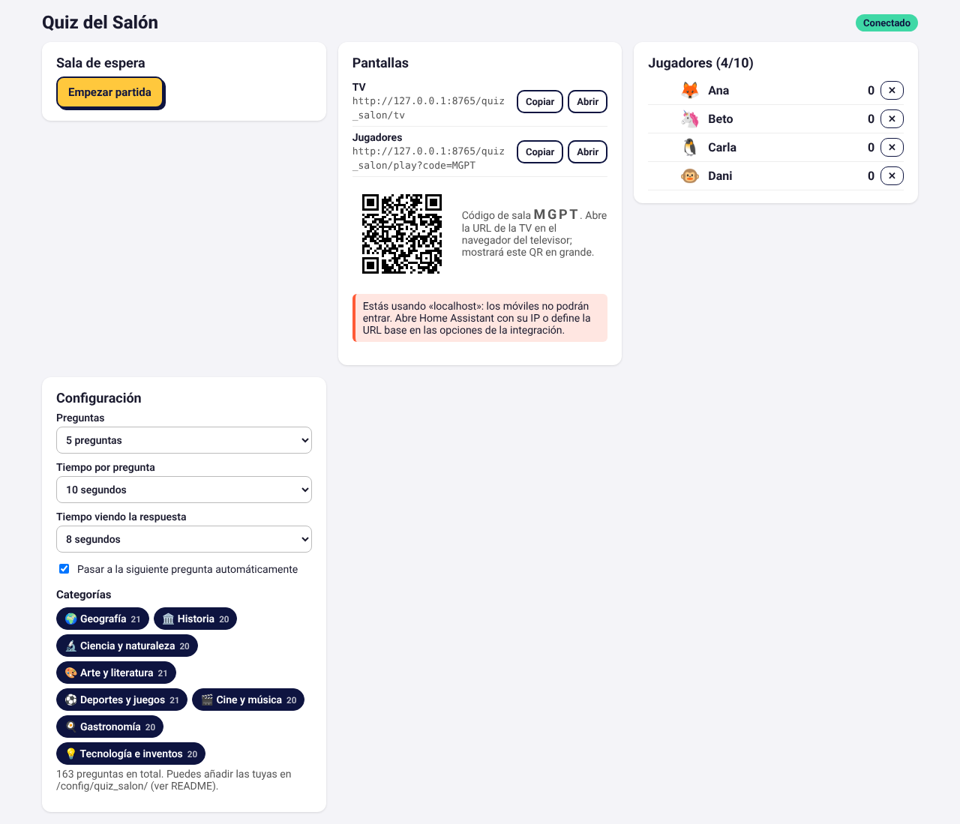 Quiz del Salón
Conectado
Sala de espera
Empezar partida
Pantallas
TV
http://127.0.0.1:8765/quiz
_salon/tv
Copiar
Abrir
Jugadores
http://127.0.0.1:8765/quiz
_salon/play?code=MGPT
Copiar
Abrir
Código de sala MGPT. Abre
la URL de la TV en el
navegador del televisor;
mostrará este QR en grande.
Estás usando «localhost»: los móviles no podrán
entrar. Abre Home Assistant con su IP o define la
URL base en las opciones de la integración.
Jugadores (4/10)
Ana 0 ✕
Beto 0 ✕
Carla 0 ✕
Dani 0 ✕
Configuración
Preguntas
5 preguntas
Tiempo por pregunta
10 segundos
Tiempo viendo la respuesta
8 segundos
Pasar a la siguiente pregunta automáticamente
Categorías
Geografía 21 Historia 20
Ciencia y naturaleza 20
Arte y literatura 21
Deportes y juegos 21 Cine y música 20
Gastronomía 20
Tecnología e inventos 20
163 preguntas en total. Puedes añadir las tuyas en
/config/quiz_salon/ (ver README).